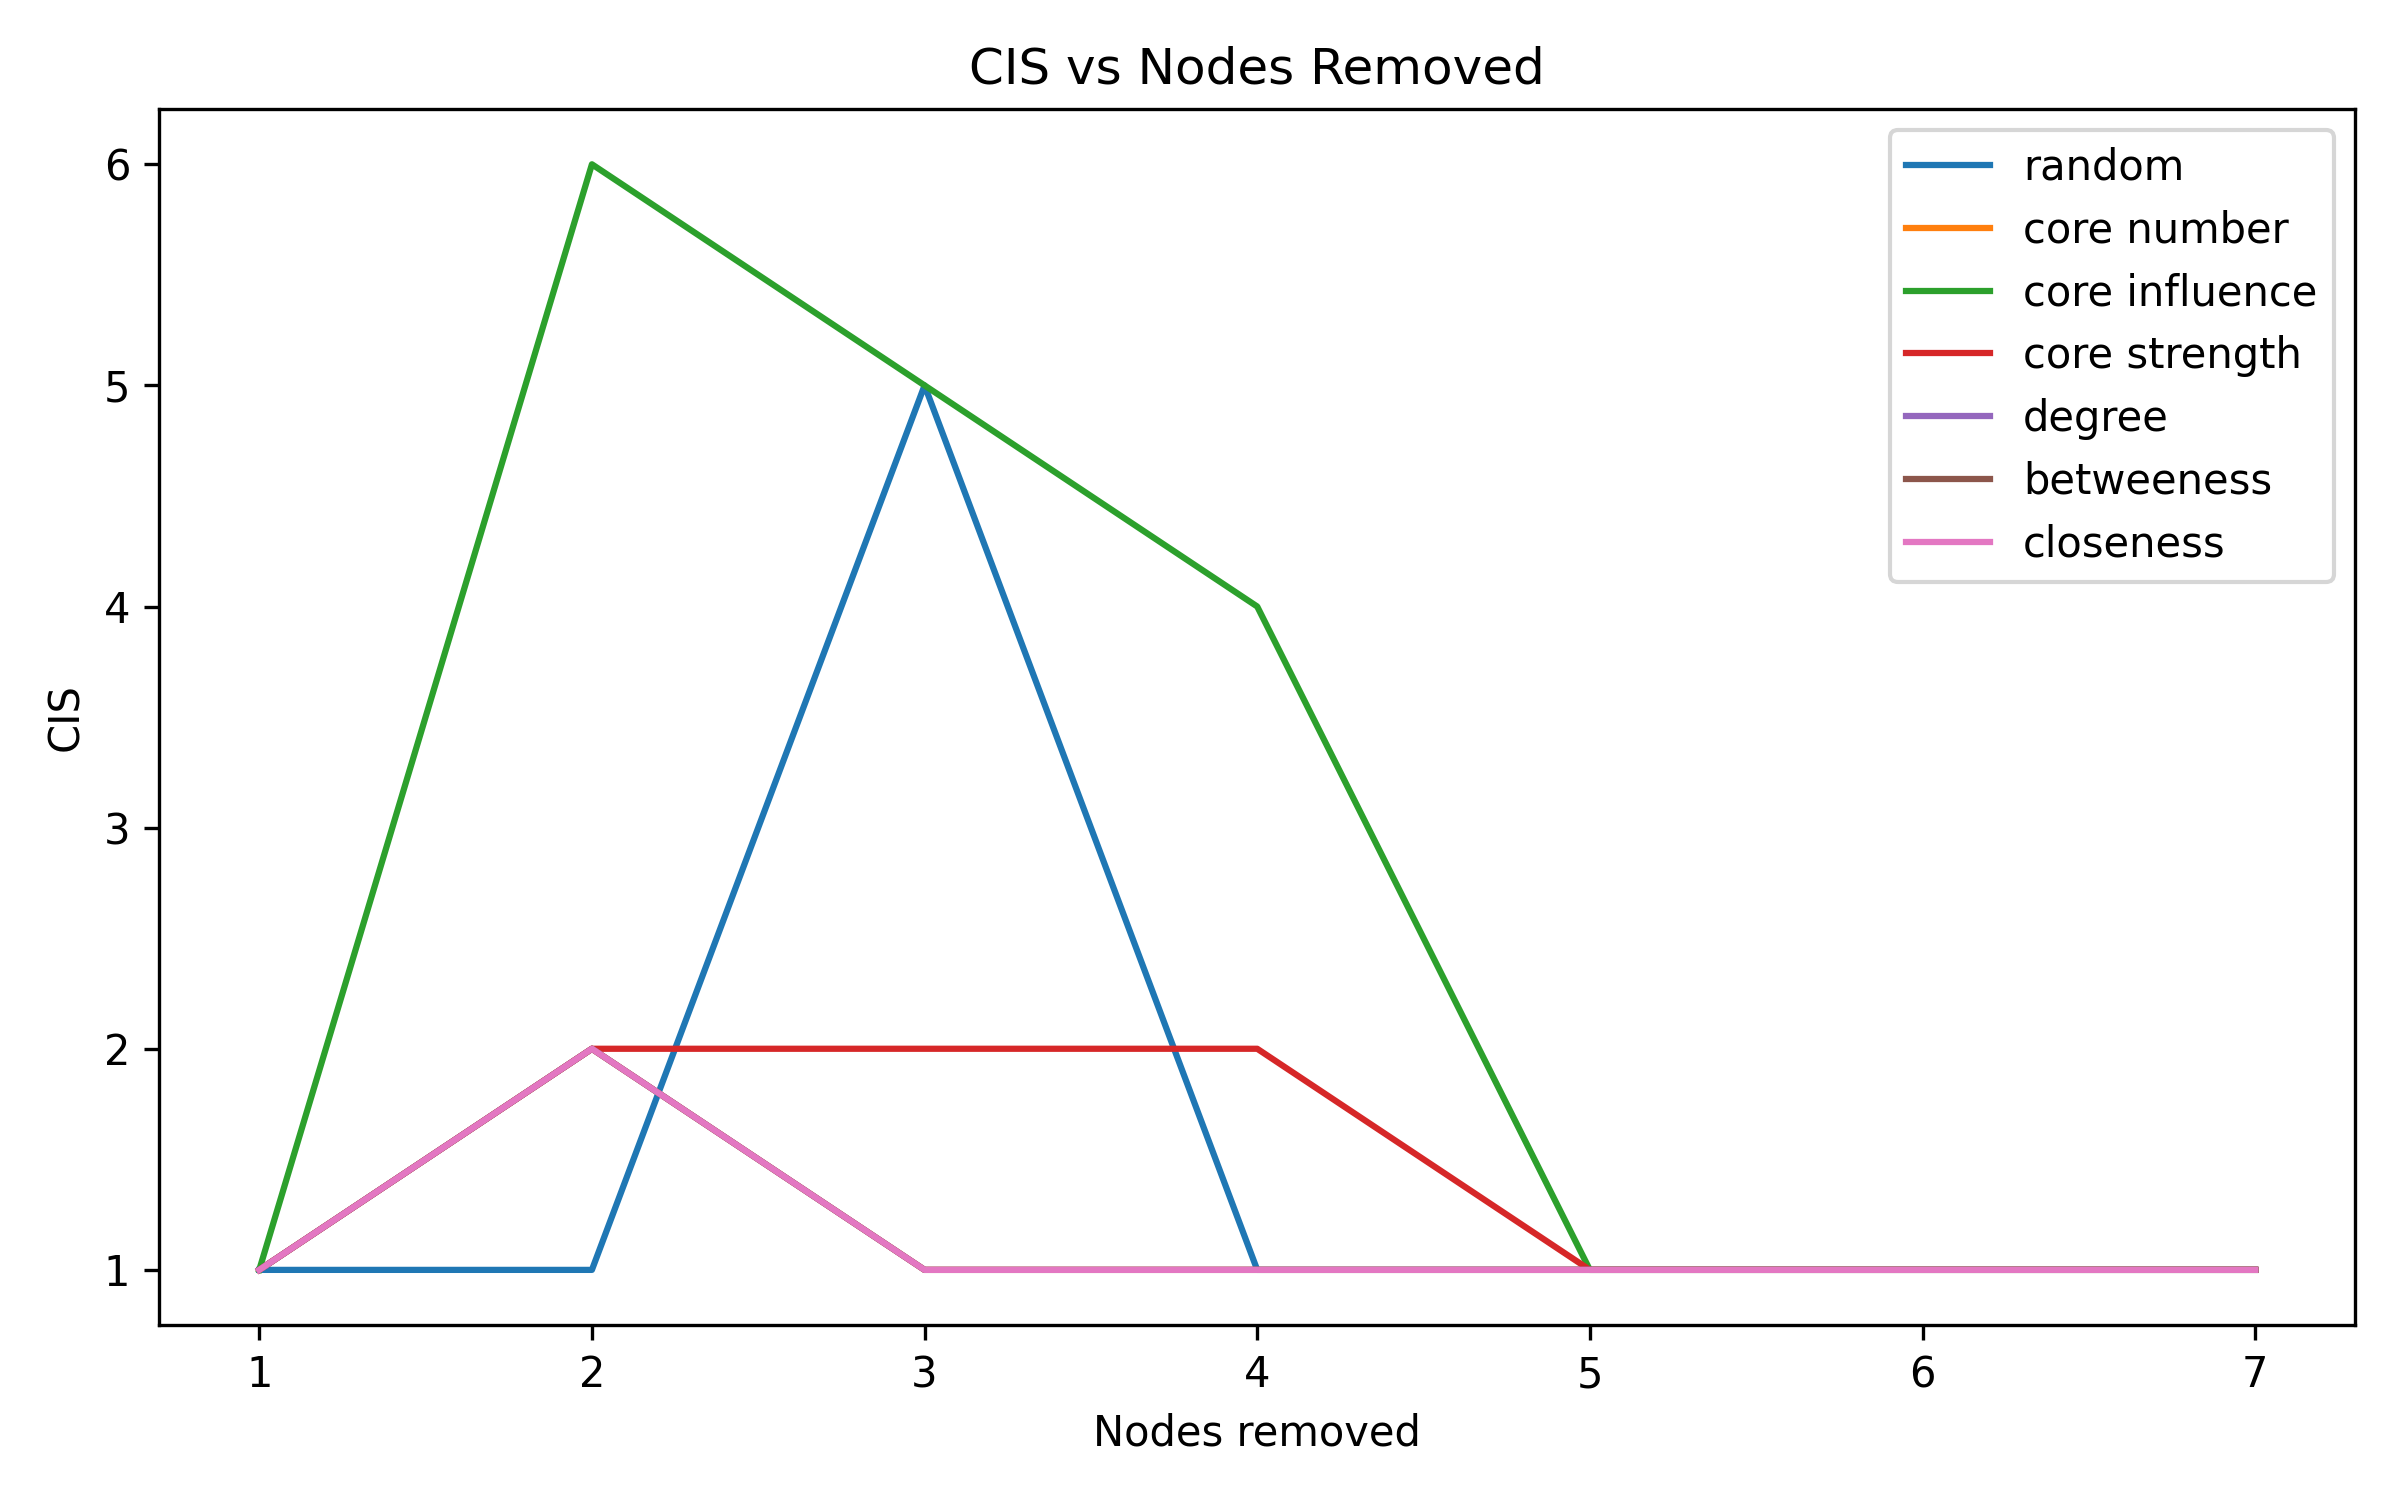 CIS vs Nodes Removed
6
5
4
3
2
1
CIS
random
core number
core influence
core strength
degree
betweeness
closeness
1 2 3 4 5 6 7
Nodes removed